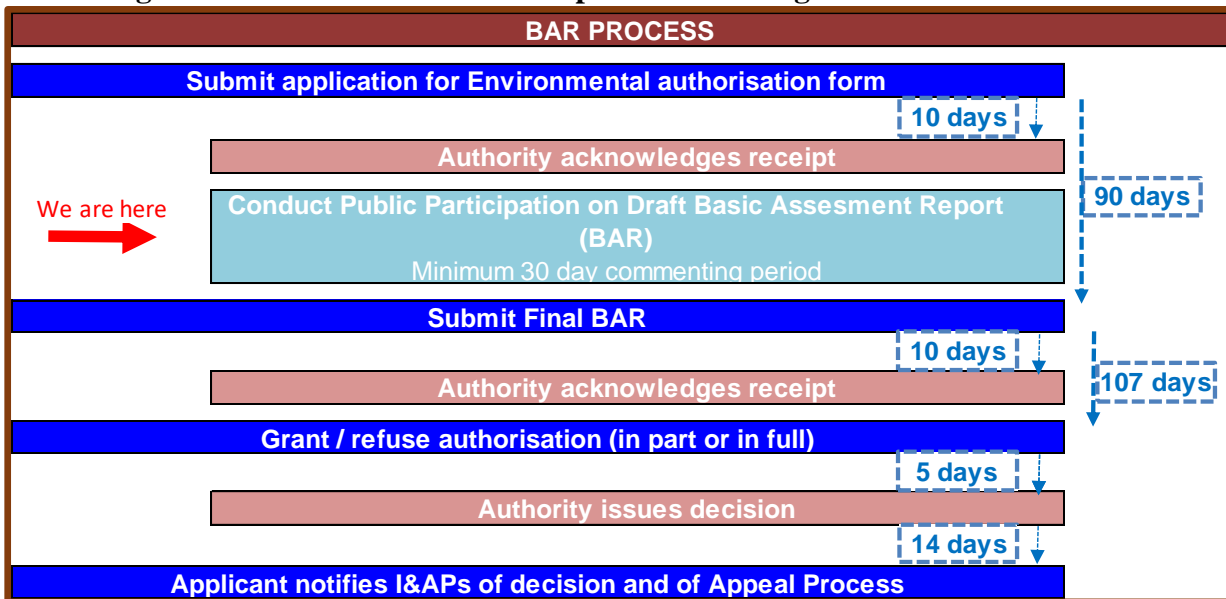 BAR PROCESS
Submit application for Environmental authorisation form
10 days
Authority acknowledges receipt
90 days
We are here
Conduct Public Participation on Draft Basic Assesment Report
(BAR)
Minimum 30 day commenting period
Submit Final BAR
10 days
Authority acknowledges receipt
107 days
Grant / refuse authorisation (in part or in full)
5 days
Authority issues decision
14 days
Applicant notifies I&APs of decision and of Appeal Process